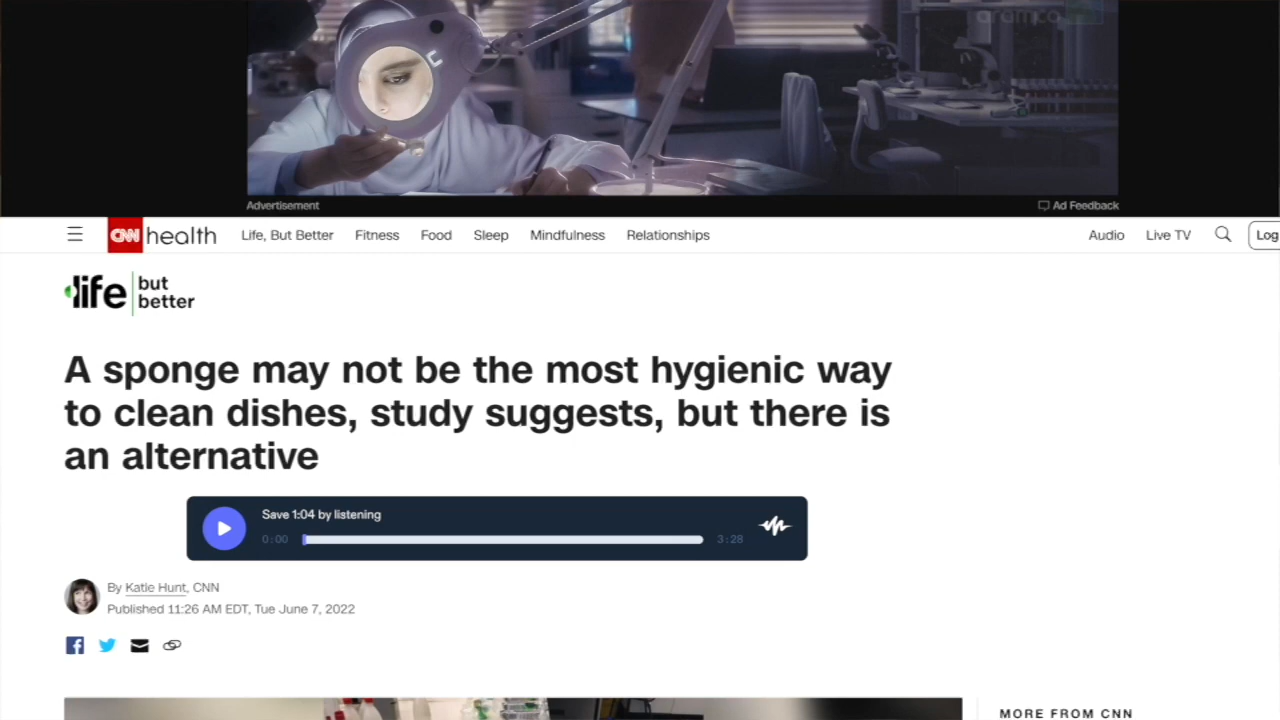 aramco
Advertisement
Ad Feedback
CNN health Life, But Better Fitness Food Sleep Mindfulness Relationships Audio Live TV Log
life but better
A sponge may not be the most hygienic way
to clean dishes, study suggests, but there is
an alternative
Save 1:04 by listening
0:00 3:28
By Katie Hunt, CNN
Published 11:26 AM EDT, Tue June 7, 2022
MORE FROM CNN